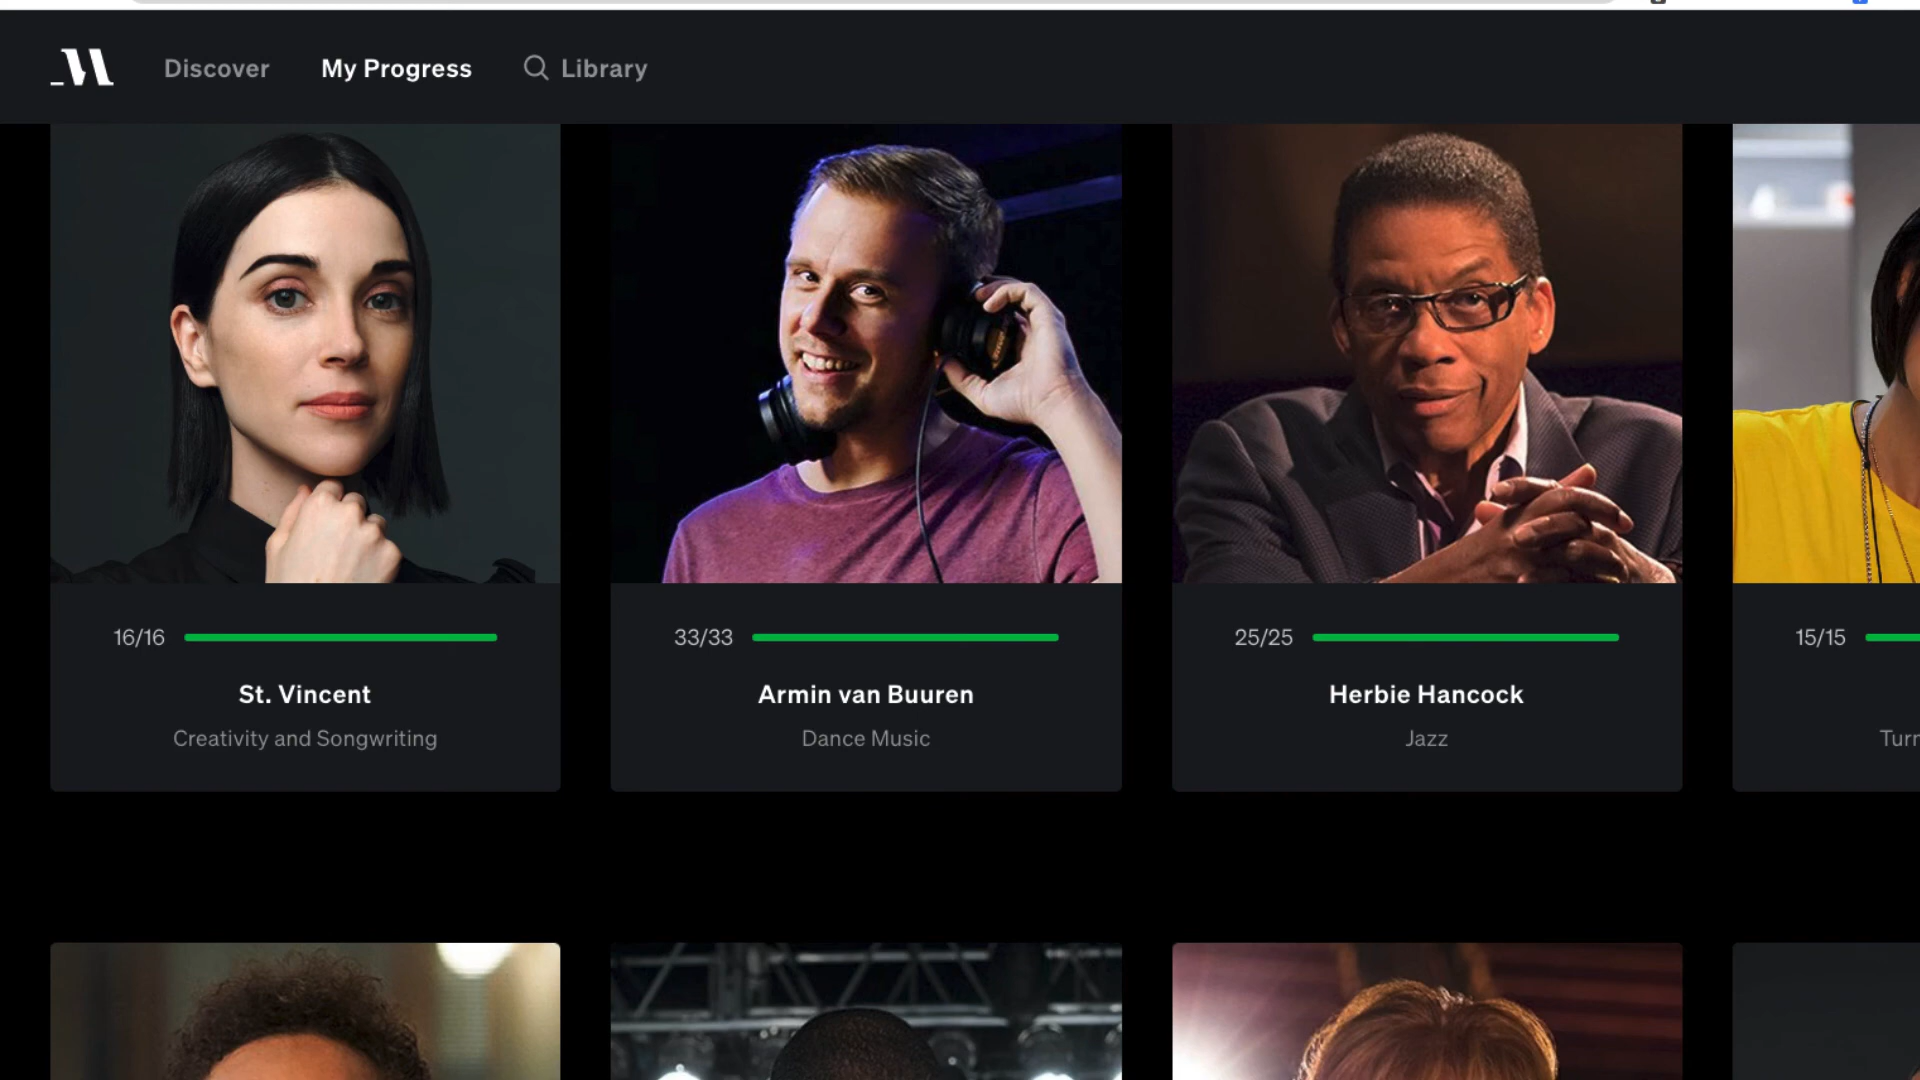 Discover
My Progress
Library
16/16
33/33
25/25
15/15
St. Vincent
Armin van Buuren
Herbie Hancock
Creativity and Songwriting
Dance Music
Jazz